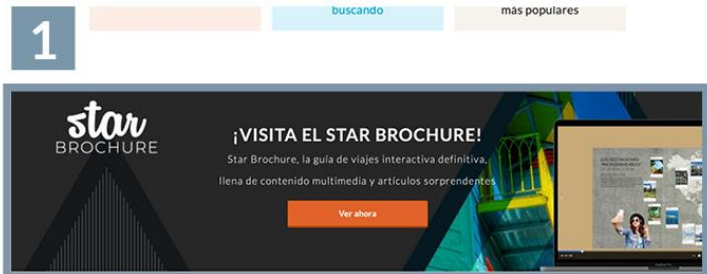 buscando
más populares
1
star
BROCHURE
¡VISITA EL STAR BROCHURE!
Star Brochure, la guía de viajes interactiva definitiva,
llena de contenido multimedia y artículos sorprendentes
Ver ahora